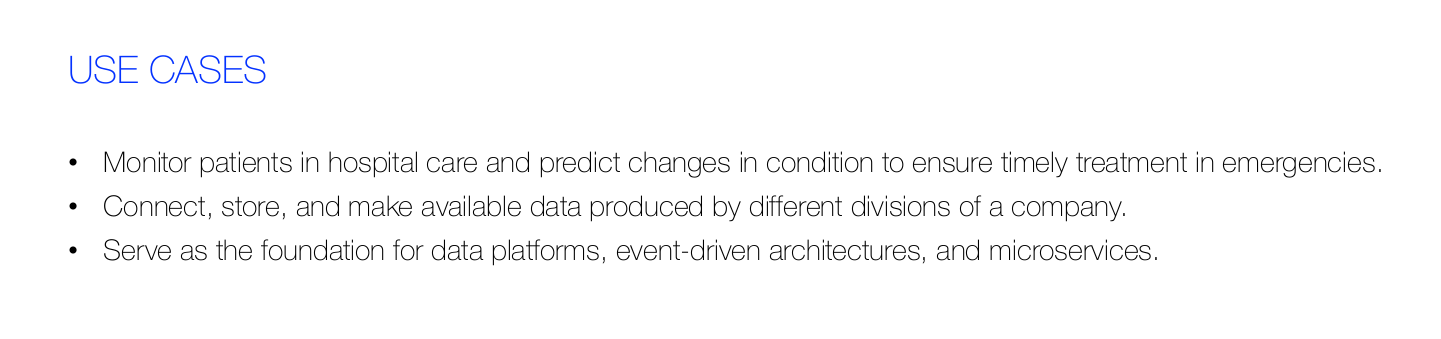 USE CASES
• Monitor patients in hospital care and predict changes in condition to ensure timely treatment in emergencies.
• Connect, store, and make available data produced by different divisions of a company.
• Serve as the foundation for data platforms, event-driven architectures, and microservices.